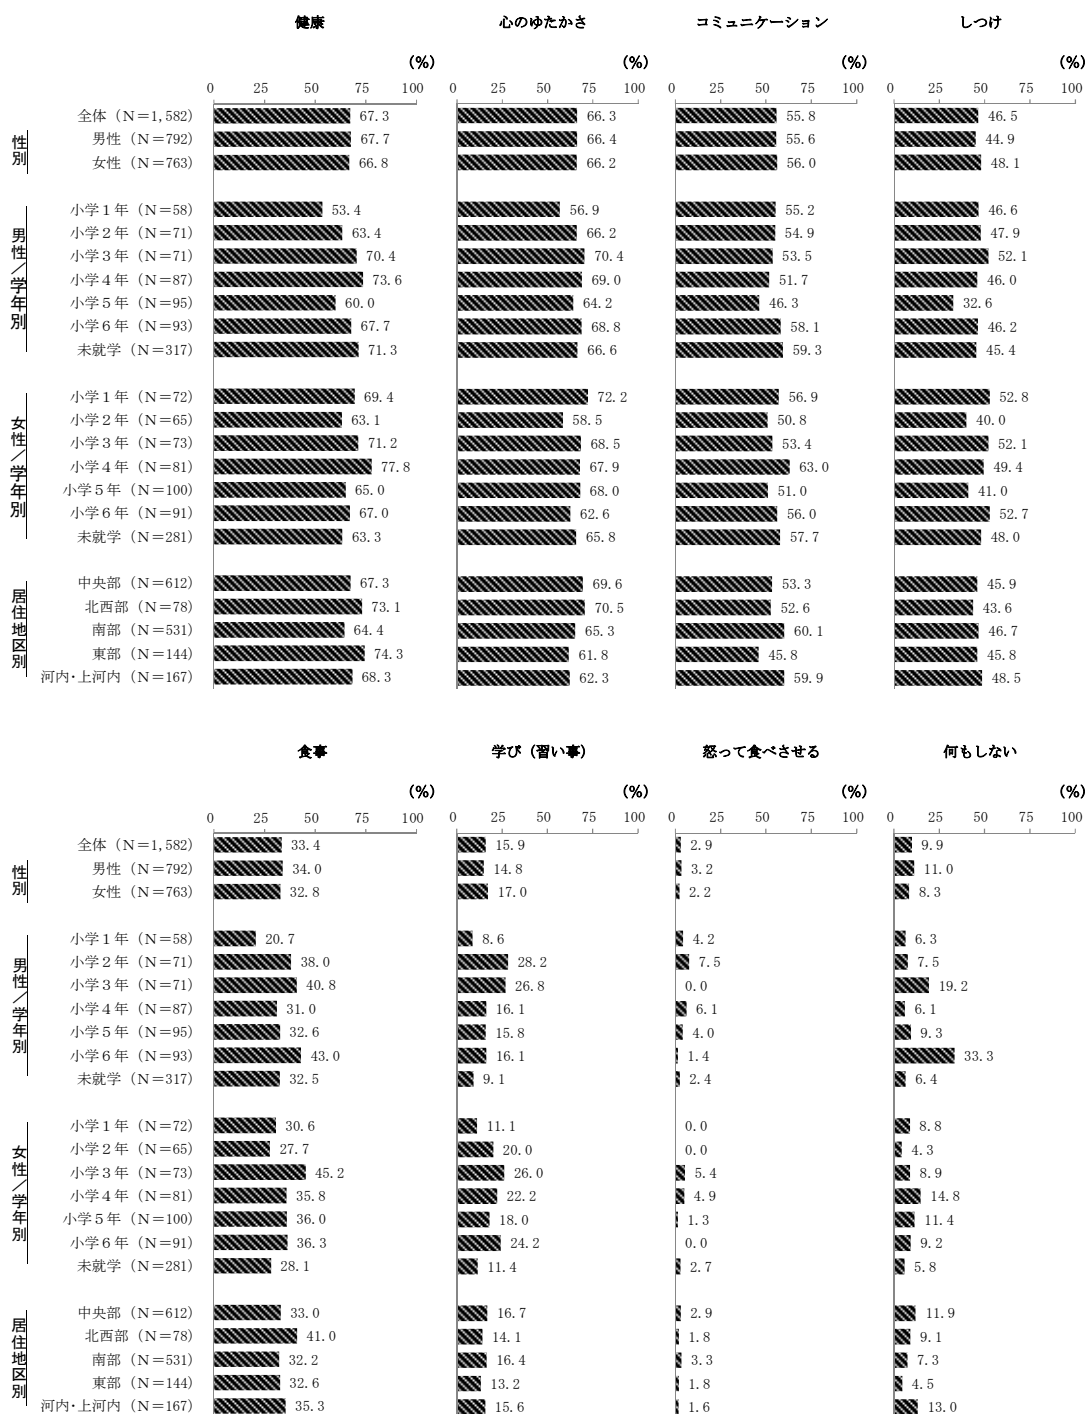 健康 心のゆたかさ コミュニケーション しつけ
(%) (%) (%) (%)
0 25 50 75 100 0 25 50 75 100 0 25 50 75 100 0 25 50 75 100
全体（N＝1,582） 67.3 66.3 55.8 46.5
性別
男性（N＝792） 67.7 66.4 55.6 44.9
女性（N＝763） 66.8 66.2 56.0 48.1
男性／学年別
小学１年（N＝58） 53.4 56.9 55.2 46.6
小学２年（N＝71） 63.4 66.2 54.9 47.9
小学３年（N＝71） 70.4 70.4 53.5 52.1
小学４年（N＝87） 73.6 69.0 51.7 46.0
小学５年（N＝95） 60.0 64.2 46.3 32.6
小学６年（N＝93） 67.7 68.8 58.1 46.2
未就学（N＝317） 71.3 66.6 59.3 45.4
女性／学年別
小学１年（N＝72） 69.4 72.2 56.9 52.8
小学２年（N＝65） 63.1 58.5 50.8 40.0
小学３年（N＝73） 71.2 68.5 53.4 52.1
小学４年（N＝81） 77.8 67.9 63.0 49.4
小学５年（N＝100） 65.0 68.0 51.0 41.0
小学６年（N＝91） 67.0 62.6 56.0 52.7
未就学（N＝281） 63.3 65.8 57.7 48.0
居住地区別
中央部（N＝612） 67.3 69.6 53.3 45.9
北西部（N＝78） 73.1 70.5 52.6 43.6
南部（N＝531） 64.4 65.3 60.1 46.7
東部（N＝144） 74.3 61.8 45.8 45.8
河内･上河内（N＝167） 68.3 62.3 59.9 48.5
食事 学び（習い事） 怒って食べさせる 何もしない
(%) (%) (%) (%)
0 25 50 75 100 0 25 50 75 100 0 25 50 75 100 0 25 50 75 100
全体（N＝1,582） 33.4 15.9 2.9 9.9
性別
男性（N＝792） 34.0 14.8 3.2 11.0
女性（N＝763） 32.8 17.0 2.2 8.3
男性／学年別
小学１年（N＝58） 20.7 8.6 4.2 6.3
小学２年（N＝71） 38.0 28.2 7.5 7.5
小学３年（N＝71） 40.8 26.8 0.0 19.2
小学４年（N＝87） 31.0 16.1 6.1 6.1
小学５年（N＝95） 32.6 15.8 4.0 9.3
小学６年（N＝93） 43.0 16.1 1.4 33.3
未就学（N＝317） 32.5 9.1 2.4 6.4
女性／学年別
小学１年（N＝72） 30.6 11.1 0.0 8.8
小学２年（N＝65） 27.7 20.0 0.0 4.3
小学３年（N＝73） 45.2 26.0 5.4 8.9
小学４年（N＝81） 35.8 22.2 4.9 14.8
小学５年（N＝100） 36.0 18.0 1.3 11.4
小学６年（N＝91） 36.3 24.2 0.0 9.2
未就学（N＝281） 28.1 11.4 2.7 5.8
居住地区別
中央部（N＝612） 33.0 16.7 2.9 11.9
北西部（N＝78） 41.0 14.1 1.8 9.1
南部（N＝531） 32.2 16.4 3.3 7.3
東部（N＝144） 32.6 13.2 1.8 4.5
河内･上河内（N＝167） 35.3 15.6 1.6 13.0